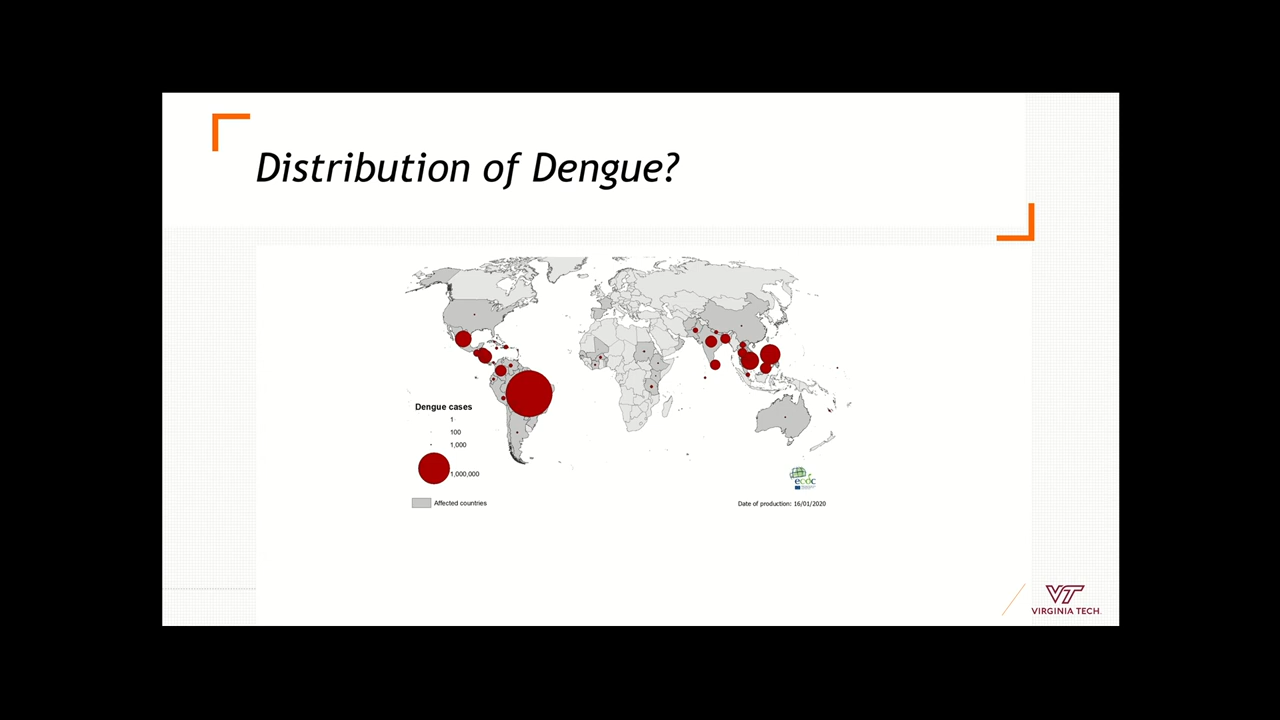 Distribution of Dengue?
Dengue cases
1
100
1,000
1,000,000
Affected countries
ecdc
Date of production: 16/01/2020
VT
VIRGINIA TECH.